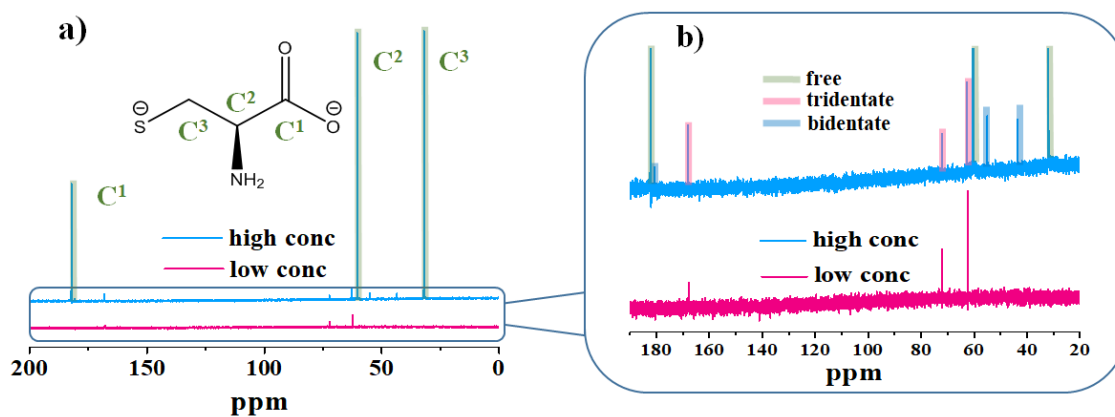 a)
C2 C3
O
⊖ ⊖
C2
S C3 C1 O
NH2
C1
high conc
low conc
200 150 100 50 0
ppm
b)
free
tridentate
bidentate
high conc
low conc
180 160 140 120 100 80 60 40 20
ppm